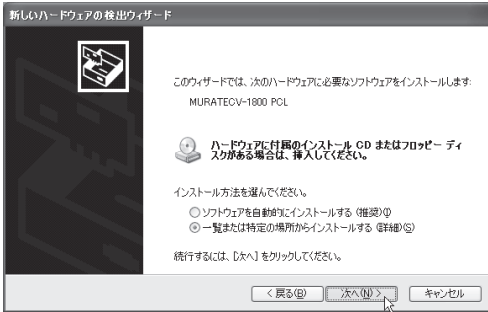 新しいハードウェアの検出ウィザード
このウィザードでは、次のハードウェアに必要なソフトウェアをインストールします:
MURATECV-1800 PCL
ハードウェアに付属のインストール CD またはフロッピー ディ
スクがある場合は、挿入してください。
インストール方法を選んでください。
ソフトウェアを自動的にインストールする (推奨)(I)
一覧または特定の場所からインストールする (詳細)(S)
続行するには、[次へ] をクリックしてください。
< 戻る(B)
次へ(N) >
キャンセル